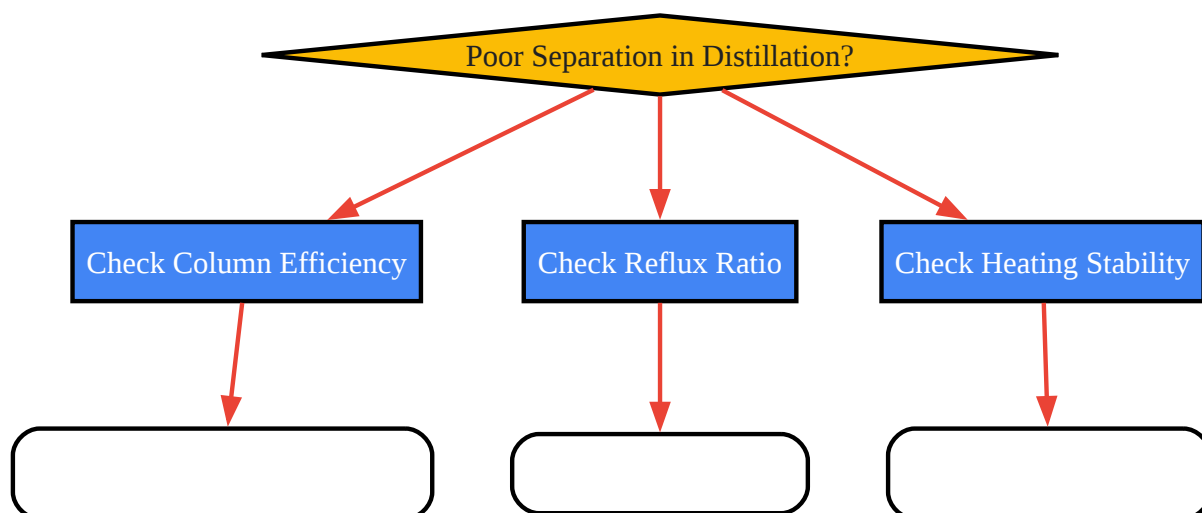 Poor Separation in Distillation?
Check Column Efficiency
Check Reflux Ratio
Check Heating Stability